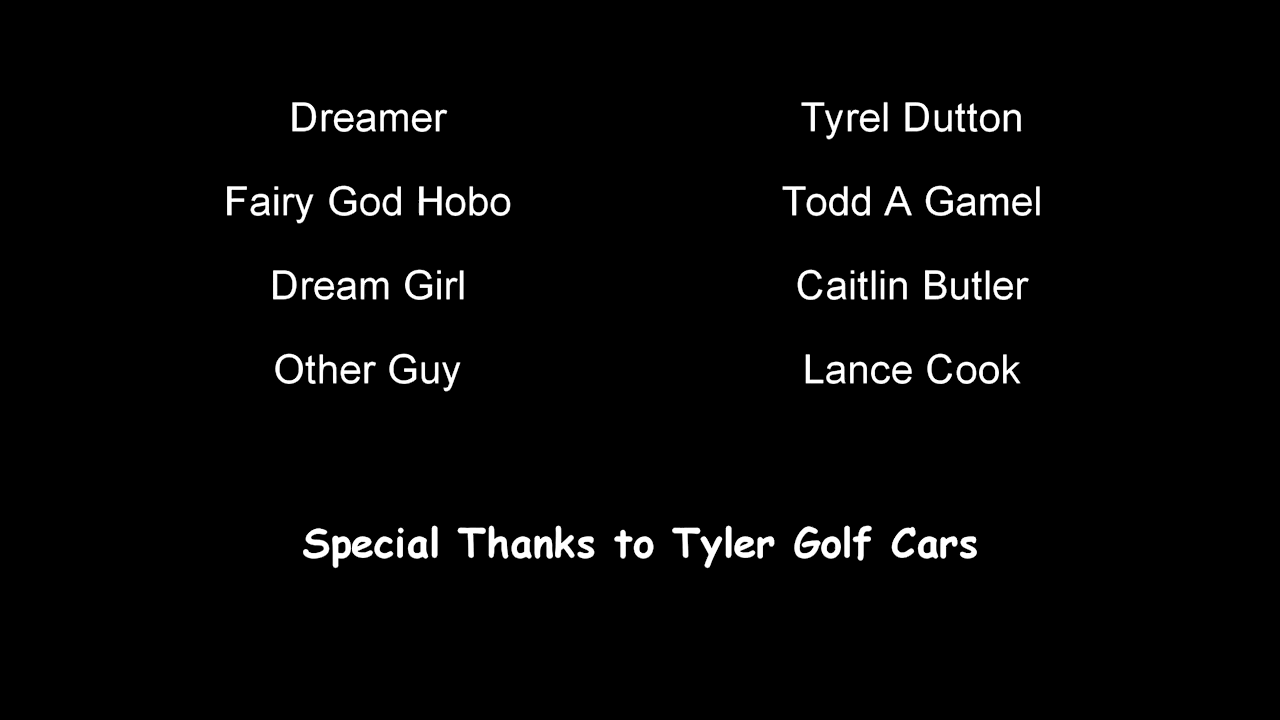 Dreamer Tyrel Dutton
Fairy God Hobo Todd A Gamel
Dream Girl Caitlin Butler
Other Guy Lance Cook
Special Thanks to Tyler Golf Cars